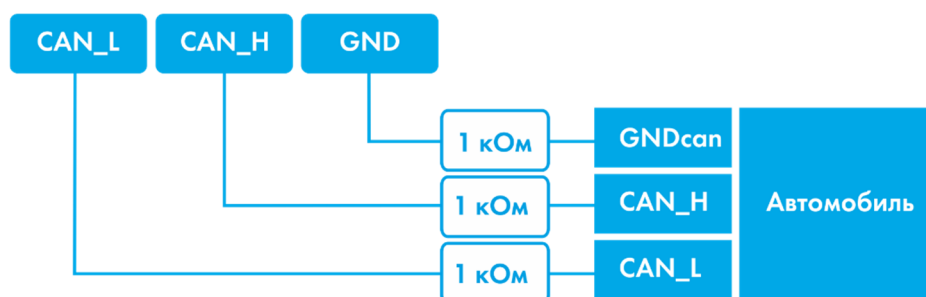 CAN_L CAN_H GND
1 кОм GNDcan
1 кОм CAN_H Автомобиль
1 кОм CAN_L